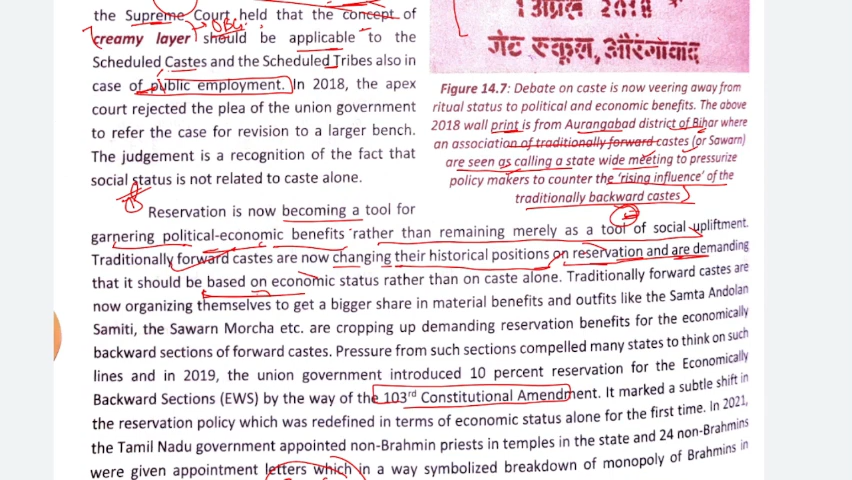 the Supreme Court held that the concept of
OBC
creamy layer should be applicable to the
Scheduled Castes and the Scheduled Tribes also in
case of public employment. In 2018, the apex
court rejected the plea of the union government
to refer the case for revision to a larger bench.
The judgement is a recognition of the fact that
social status is not related to caste alone.
1 अप्रैल 2018
गेट स्कूल, औरंगाबाद
Figure 14.7: Debate on caste is now veering away from
ritual status to political and economic benefits. The above
2018 wall print is from Aurangabad district of Bihar where
an association of traditionally forward castes (or Sawarn)
are seen as calling a state wide meeting to pressurize
policy makers to counter the 'rising influence' of the
traditionally backward castes
Reservation is now becoming a tool for
garnering political-economic benefits rather than remaining merely as a tool of social upliftment.
Traditionally forward castes are now changing their historical positions on reservation and are demanding
that it should be based on economic status rather than on caste alone. Traditionally forward castes are
now organizing themselves to get a bigger share in material benefits and outfits like the Samta Andolan
Samiti, the Sawarn Morcha etc. are cropping up demanding reservation benefits for the economically
backward sections of forward castes. Pressure from such sections compelled many states to think on such
lines and in 2019, the union government introduced 10 percent reservation for the Economically
Backward Sections (EWS) by the way of the 103rd Constitutional Amendment. It marked a subtle shift in
the reservation policy which was redefined in terms of economic status alone for the first time. In 2021,
the Tamil Nadu government appointed non-Brahmin priests in temples in the state and 24 non-Brahmins
were given appointment letters which in a way symbolized breakdown of monopoly of Brahmins in